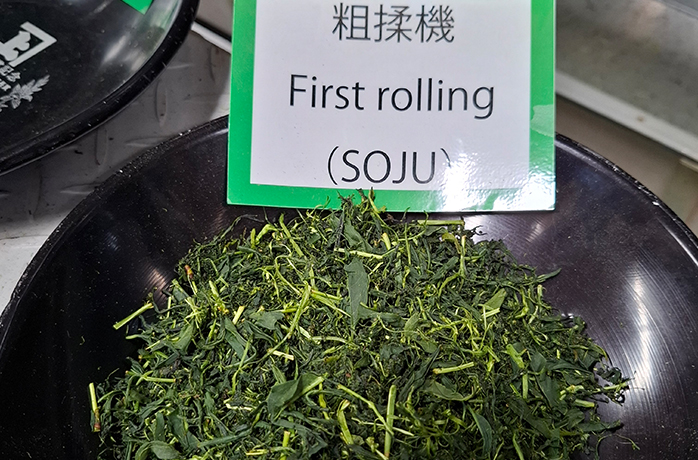 粗揉機
First rolling
（SOJU）